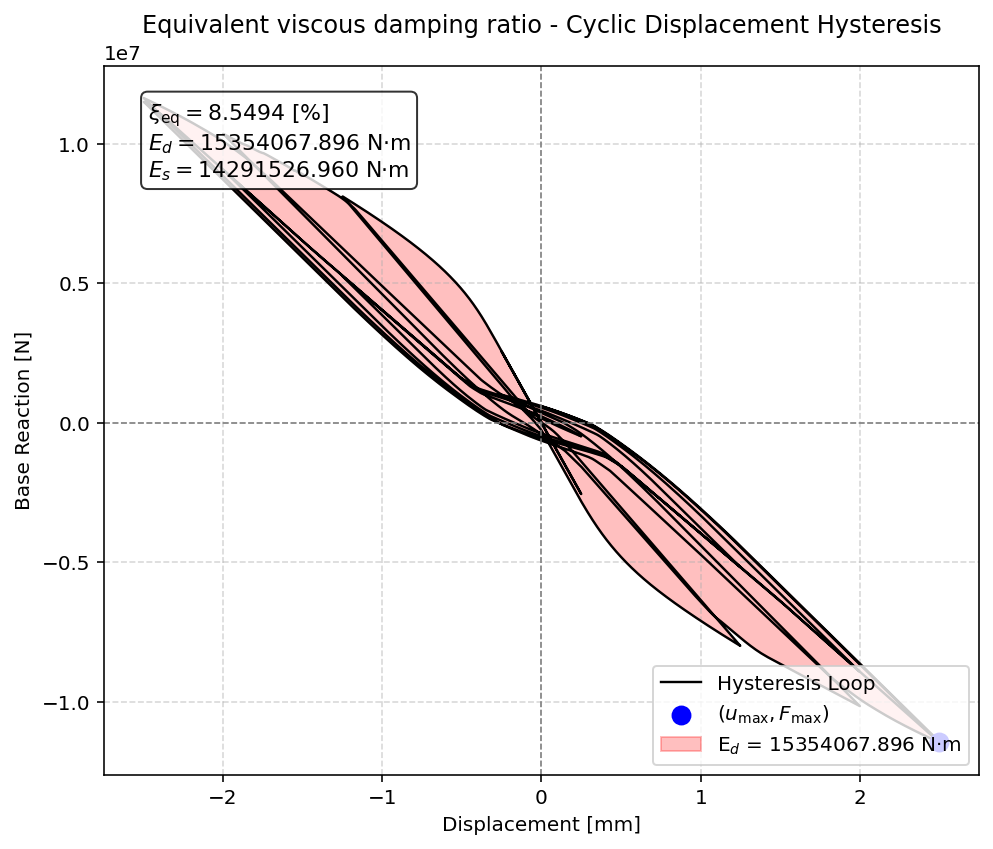 Equivalent viscous damping ratio - Cyclic Displacement Hysteresis
1e7
ξeq = 8.5494 [%]
Ed = 15354067.896 N·m
Es = 14291526.960 N·m
1.0
0.5
0.0
−0.5
−1.0
Base Reaction [N]
Hysteresis Loop
(umax, Fmax)
Ed = 15354067.896 N·m
−2
−1
0
1
2
Displacement [mm]